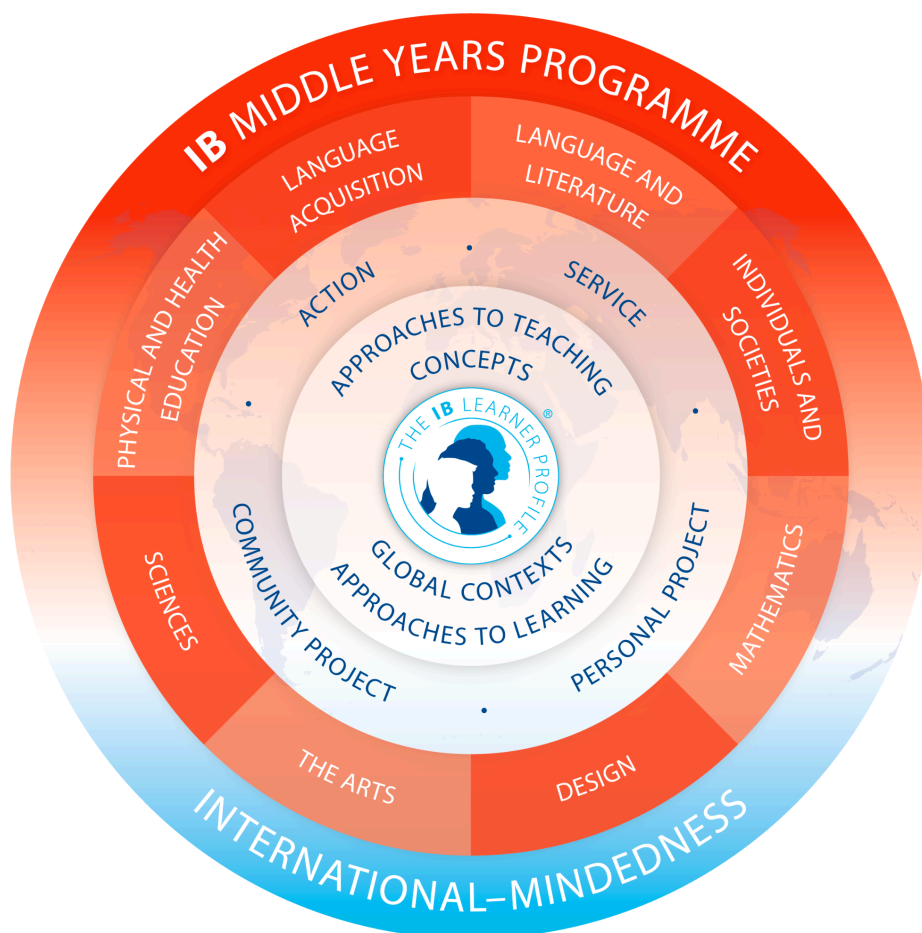 IB MIDDLE YEARS PROGRAMME
LANGUAGE
ACQUISITION
LANGUAGE AND
LITERATURE
INDIVIDUALS AND
SOCIETIES
MATHEMATICS
DESIGN
THE ARTS
SCIENCES
PHYSICAL AND HEALTH
EDUCATION
ACTION
•
SERVICE
•
PERSONAL PROJECT
•
COMMUNITY PROJECT
•
APPROACHES TO TEACHING
CONCEPTS
• THE IB LEARNER PROFILE •
®
GLOBAL CONTEXTS
APPROACHES TO LEARNING
INTERNATIONAL–MINDEDNESS